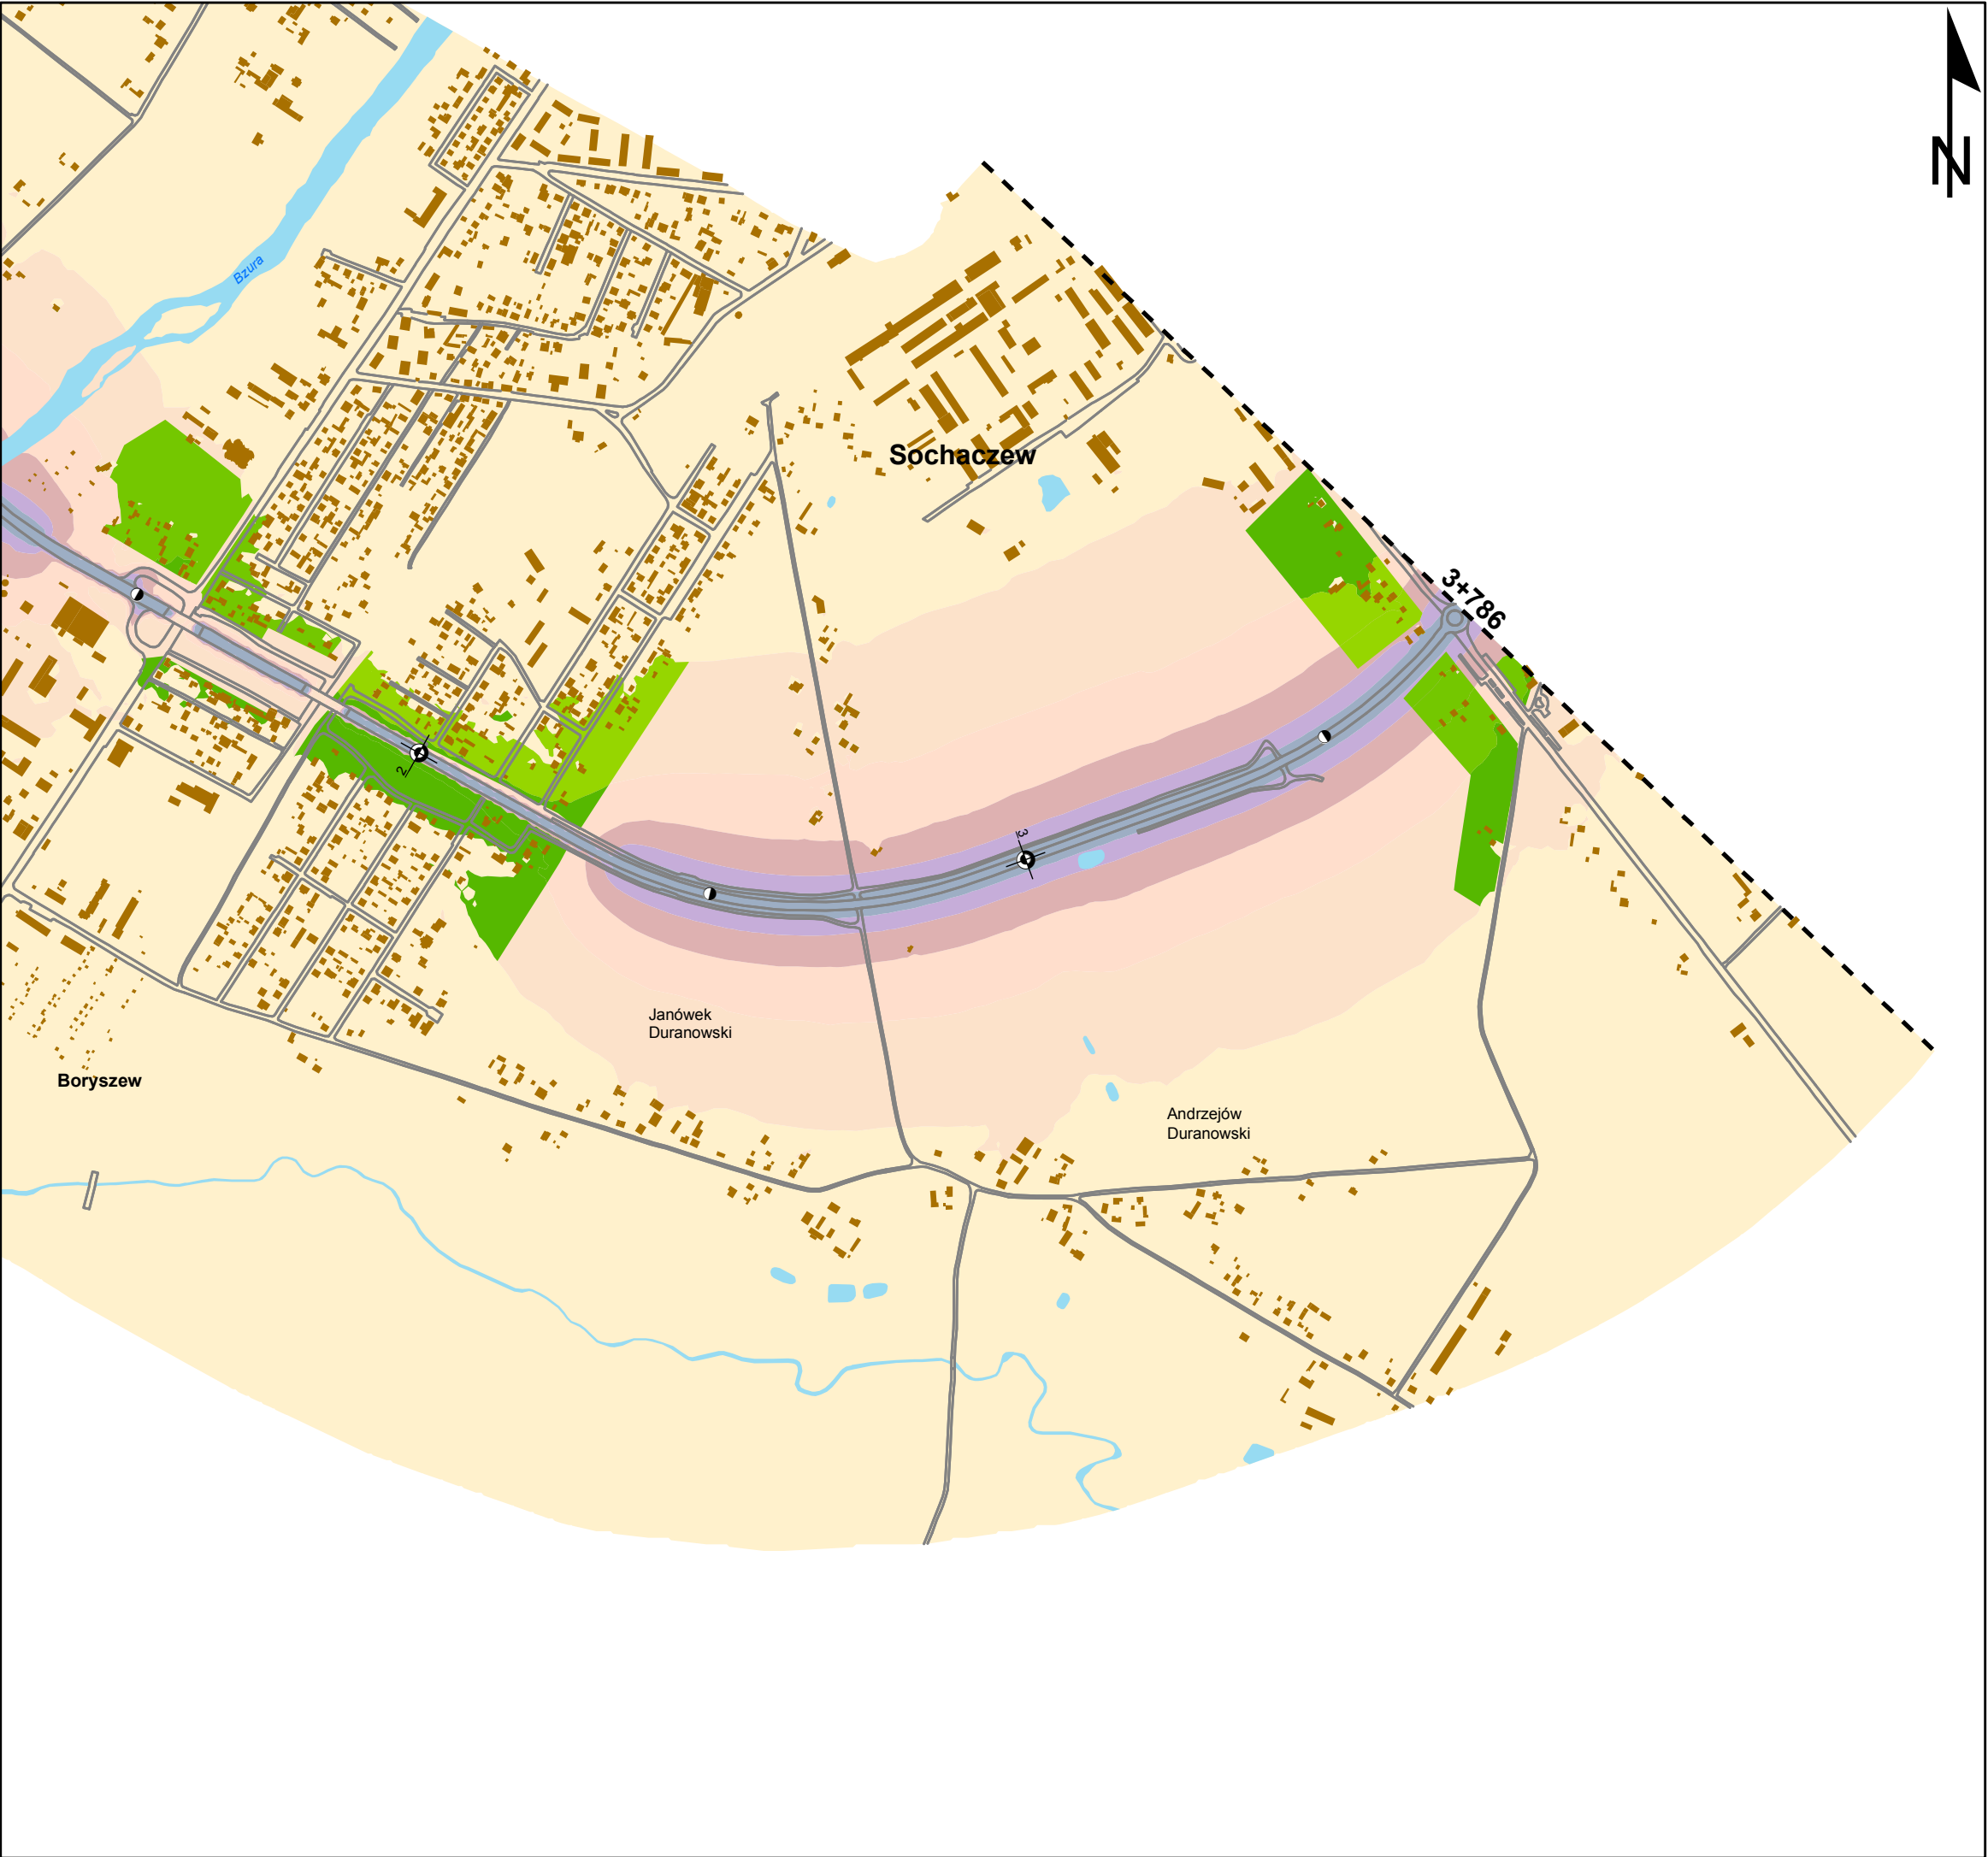 N
Bzura
Sochaczew
3+786
2
3
Janówek
Duranowski
Boryszew
Andrzejów
Duranowski